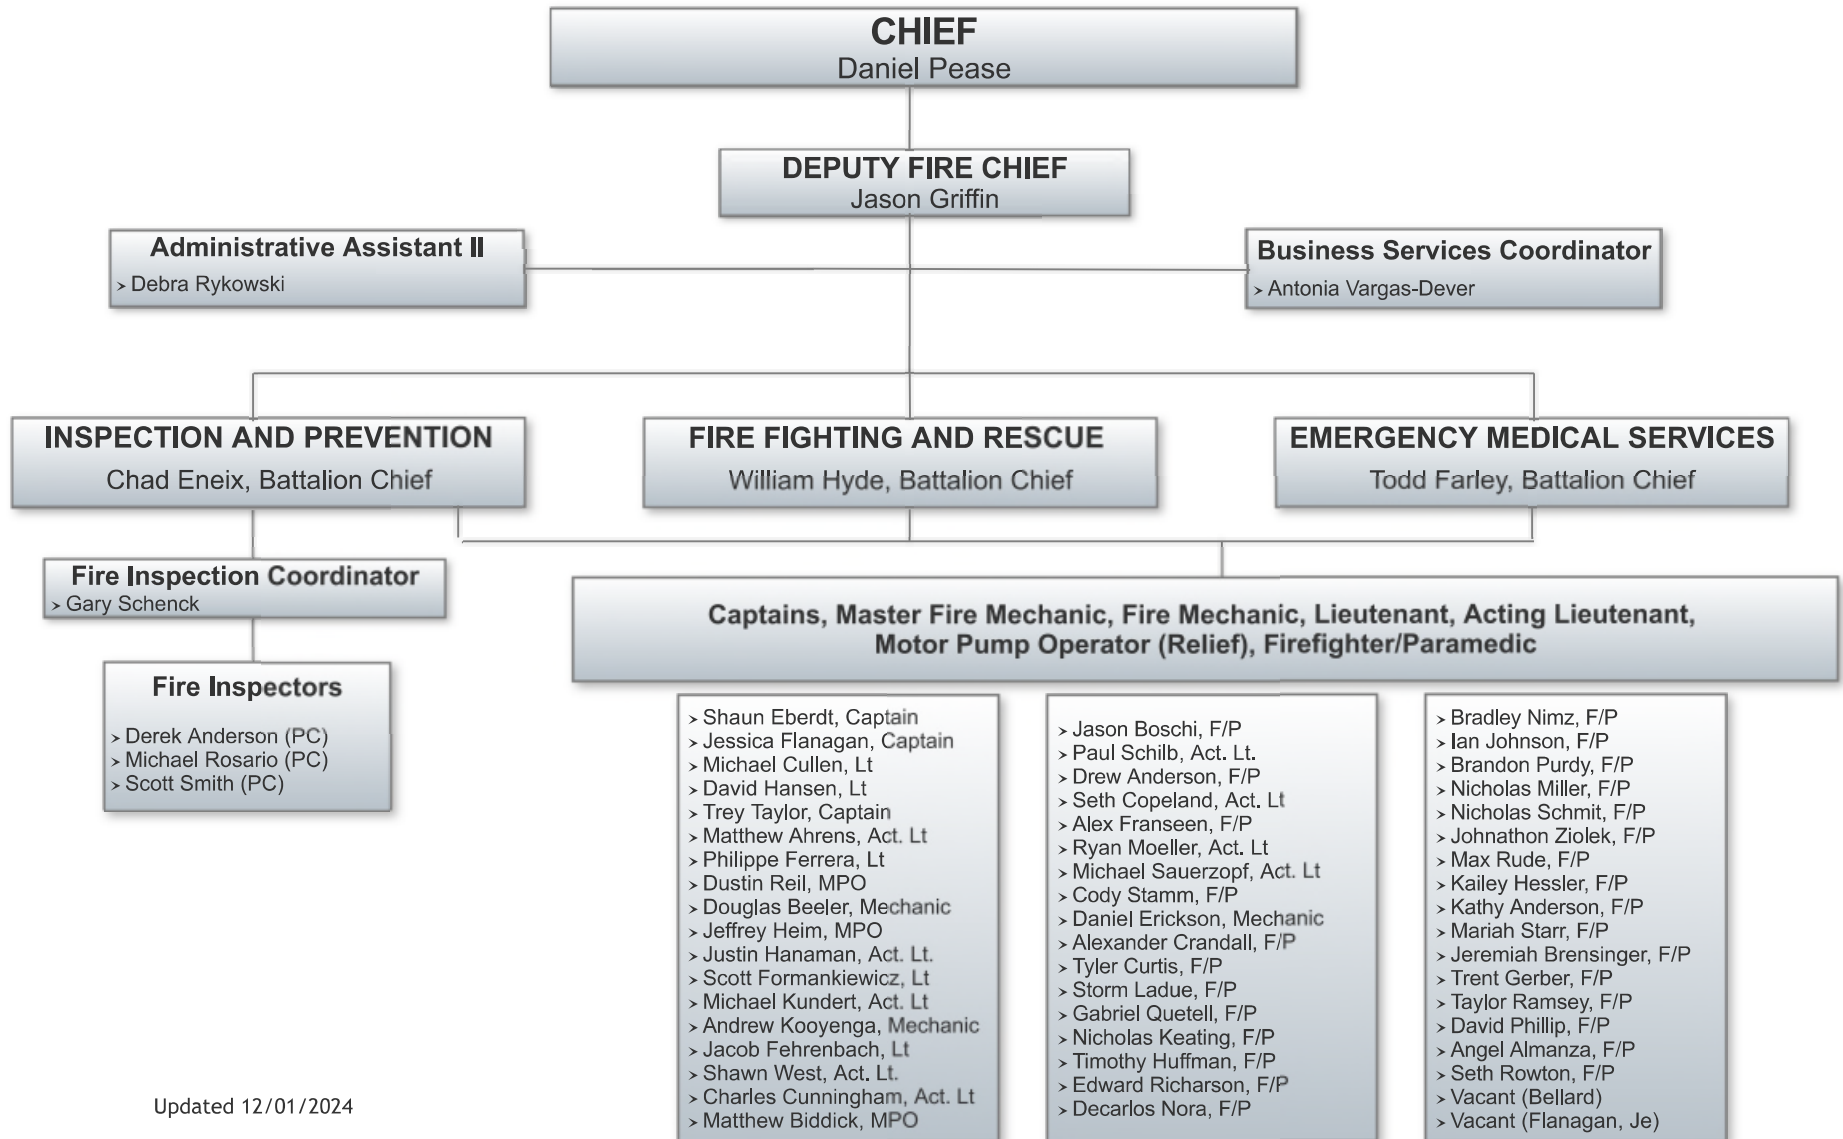 CHIEF
Daniel Pease
DEPUTY FIRE CHIEF
Jason Griffin
Administrative Assistant II
> Debra Rykowski
Business Services Coordinator
> Antonia Vargas-Dever
INSPECTION AND PREVENTION
Chad Eneix, Battalion Chief
FIRE FIGHTING AND RESCUE
William Hyde, Battalion Chief
EMERGENCY MEDICAL SERVICES
Todd Farley, Battalion Chief
Fire Inspection Coordinator
> Gary Schenck
Fire Inspectors
> Derek Anderson (PC)
> Michael Rosario (PC)
> Scott Smith (PC)
Captains, Master Fire Mechanic, Fire Mechanic, Lieutenant, Acting Lieutenant,
Motor Pump Operator (Relief), Firefighter/Paramedic
> Shaun Eberdt, Captain
> Jessica Flanagan, Captain
> Michael Cullen, Lt
> David Hansen, Lt
> Trey Taylor, Captain
> Matthew Ahrens, Act. Lt
> Philippe Ferrera, Lt
> Dustin Reil, MPO
> Douglas Beeler, Mechanic
> Jeffrey Heim, MPO
> Justin Hanaman, Act. Lt.
> Scott Formankiewicz, Lt
> Michael Kundert, Act. Lt
> Andrew Kooyenga, Mechanic
> Jacob Fehrenbach, Lt
> Shawn West, Act. Lt.
> Charles Cunningham, Act. Lt
> Matthew Biddick, MPO
> Jason Boschi, F/P
> Paul Schilb, Act. Lt.
> Drew Anderson, F/P
> Seth Copeland, Act. Lt
> Alex Franseen, F/P
> Ryan Moeller, Act. Lt
> Michael Sauerzopf, Act. Lt
> Cody Stamm, F/P
> Daniel Erickson, Mechanic
> Alexander Crandall, F/P
> Tyler Curtis, F/P
> Storm Ladue, F/P
> Gabriel Quetell, F/P
> Nicholas Keating, F/P
> Timothy Huffman, F/P
> Edward Richarson, F/P
> Decarlos Nora, F/P
> Bradley Nimz, F/P
> Ian Johnson, F/P
> Brandon Purdy, F/P
> Nicholas Miller, F/P
> Nicholas Schmit, F/P
> Johnathon Ziolek, F/P
> Max Rude, F/P
> Kailey Hessler, F/P
> Kathy Anderson, F/P
> Mariah Starr, F/P
> Jeremiah Brensinger, F/P
> Trent Gerber, F/P
> Taylor Ramsey, F/P
> David Phillip, F/P
> Angel Almanza, F/P
> Seth Rowton, F/P
> Vacant (Bellard)
> Vacant (Flanagan, Je)
Updated 12/01/2024